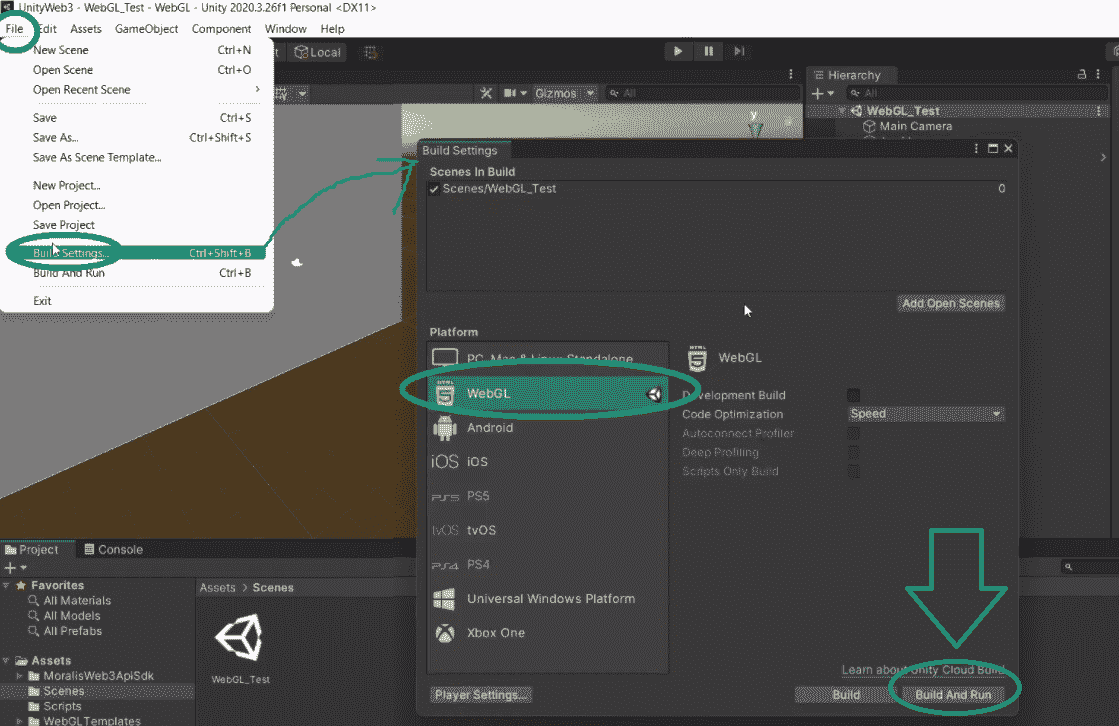 UnityWeb3 - WebGL_Test - WebGL - Unity 2020.3.26f1 Personal <DX11>
File Edit Assets GameObject Component Window Help
New Scene Ctrl+N
Open Scene Ctrl+O
Open Recent Scene >
Save Ctrl+S
Save As... Ctrl+Shift+S
Save As Scene Template...
New Project...
Open Project...
Save Project
Build Settings... Ctrl+Shift+B
Build And Run Ctrl+B
Exit
Local
Gizmos All
y
Hierarchy
All
WebGL_Test
Main Camera
Build Settings
Scenes In Build
Scenes/WebGL_Test 0
Add Open Scenes
Platform
PC, Mac & Linux Standalone
WebGL
Android
iOS iOS
PS5 PS5
tvOS tvOS
PS4 PS4
Universal Windows Platform
Xbox One
HTML
5
WebGL
Development Build
Code Optimization Speed
Autoconnect Profiler
Deep Profiling
Scripts Only Build
Learn about Unity Cloud Build
Player Settings... Build Build And Run
Project Console
Favorites
All Materials
All Models
All Prefabs
Assets
MoralisWeb3ApiSdk
Scenes
Scripts
WebGLTemplates
Assets > Scenes
WebGL_Test